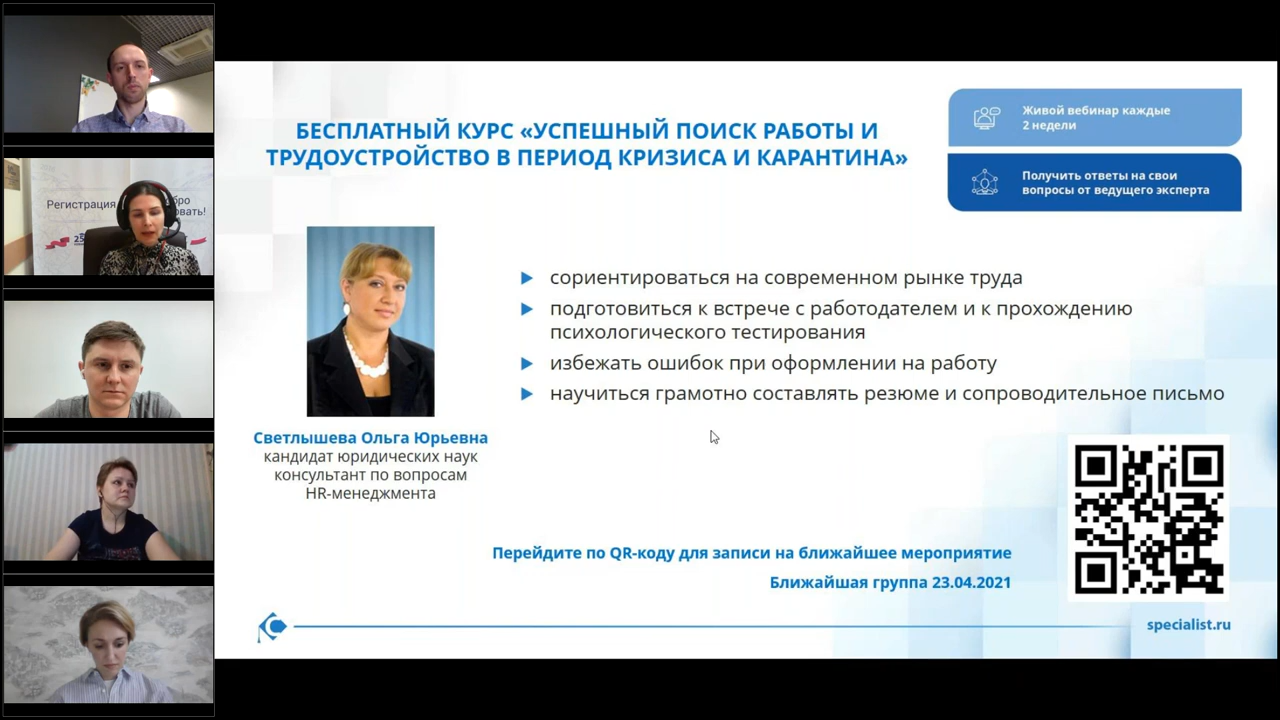 БЕСПЛАТНЫЙ КУРС «УСПЕШНЫЙ ПОИСК РАБОТЫ И
ТРУДОУСТРОЙСТВО В ПЕРИОД КРИЗИСА И КАРАНТИНА»
Живой вебинар каждые
2 недели
Получить ответы на свои
вопросы от ведущего эксперта
сориентироваться на современном рынке труда
подготовиться к встрече с работодателем и к прохождению
психологического тестирования
избежать ошибок при оформлении на работу
научиться грамотно составлять резюме и сопроводительное письмо
Светлышева Ольга Юрьевна
кандидат юридических наук
консультант по вопросам
HR-менеджмента
Перейдите по QR-коду для записи на ближайшее мероприятие
Ближайшая группа 23.04.2021
specialist.ru
Регистрация